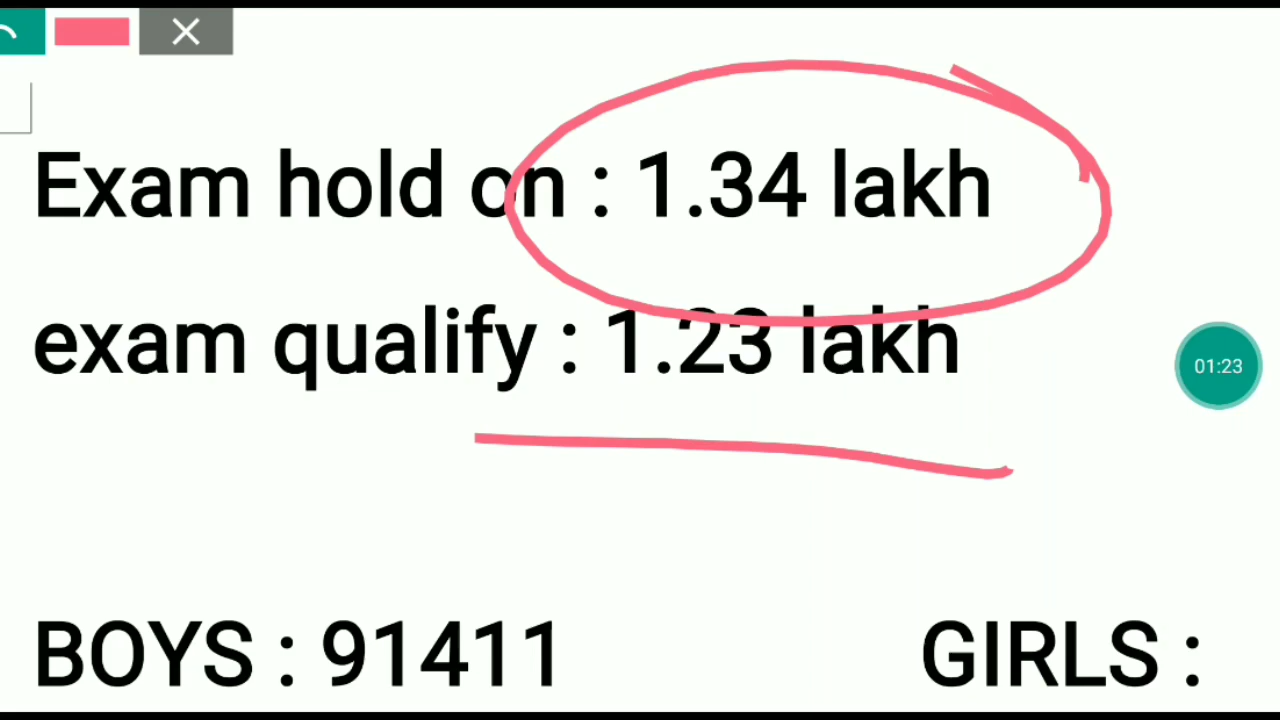 Exam hold on : 1.34 lakh
exam qualify : 1.23 lakh
01:23
BOYS : 91411 GIRLS :